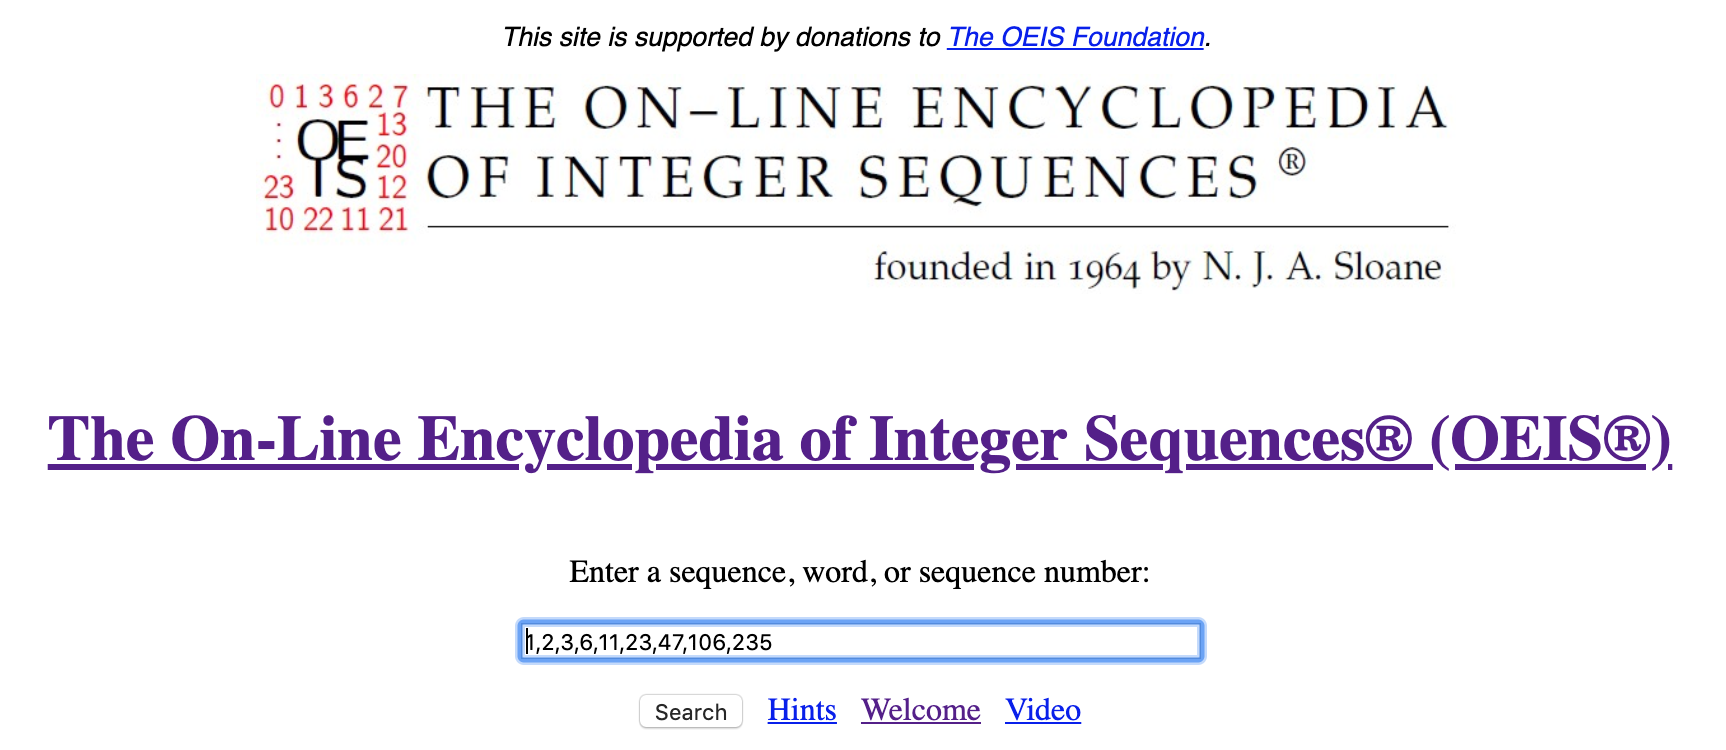 This site is supported by donations to The OEIS Foundation.
0 1 3 6 2 7
: OE 13
: IS 20
23 12
10 22 11 21
THE ON–LINE ENCYCLOPEDIA
OF INTEGER SEQUENCES ®
founded in 1964 by N. J. A. Sloane
The On-Line Encyclopedia of Integer Sequences® (OEIS®)
Enter a sequence, word, or sequence number:
1,2,3,6,11,23,47,106,235
Search Hints Welcome Video